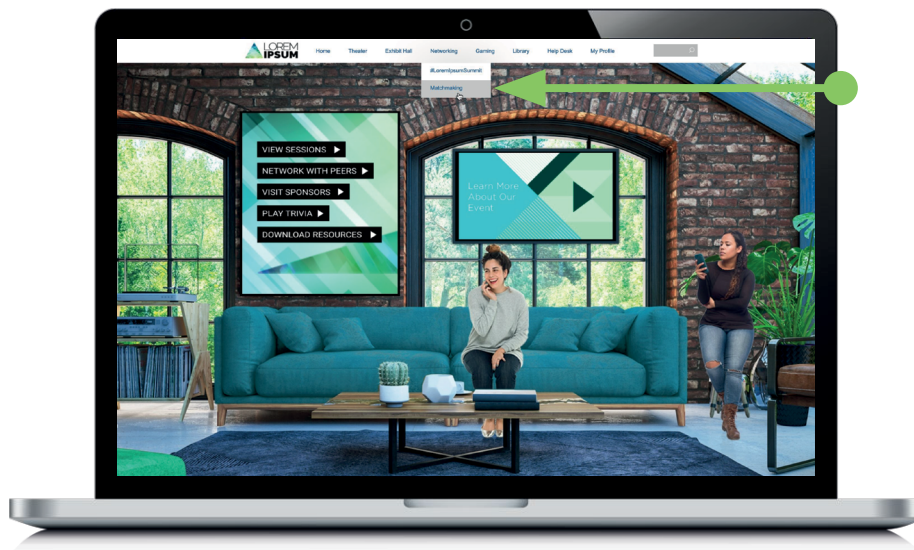 LOREM
IPSUM
Home Theater Exhibit Hall Networking Gaming Library Help Desk My Profile
#LoremIpsumSummit
Matchmaking
VIEW SESSIONS
NETWORK WITH PEERS
VISIT SPONSORS
PLAY TRIVIA
DOWNLOAD RESOURCES
Learn More
About Our
Event